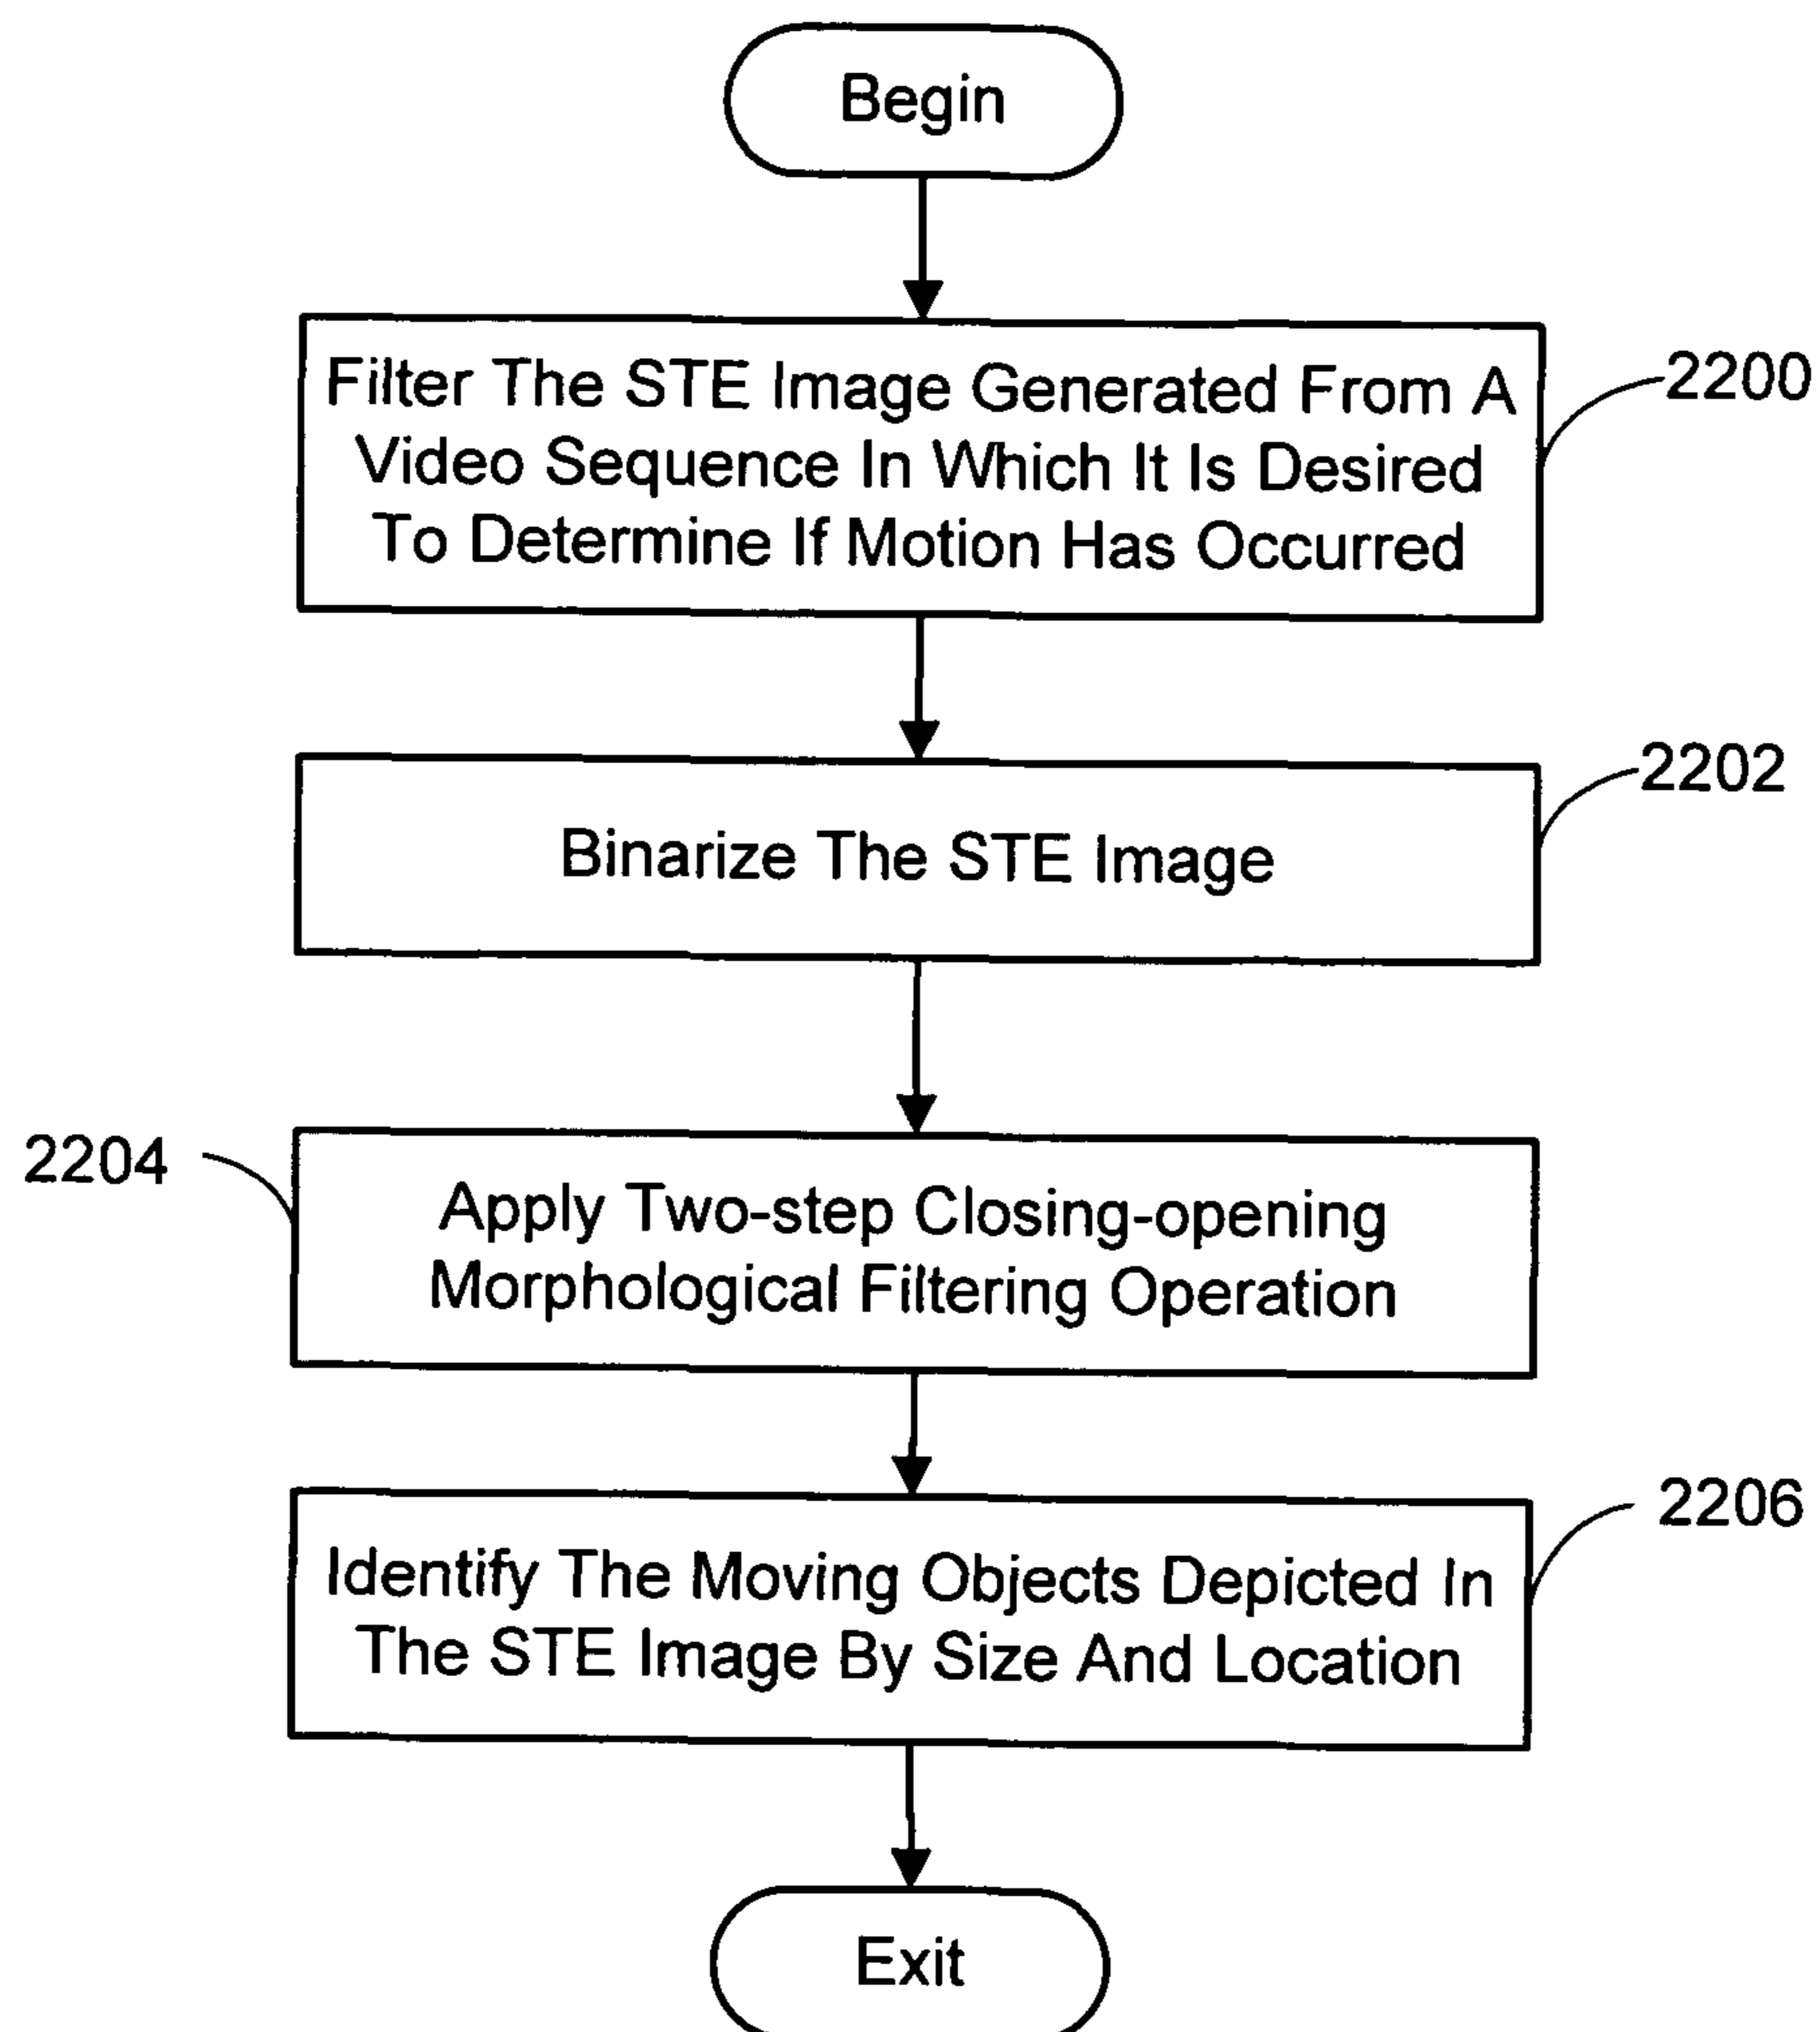 Begin
Filter The STE Image Generated From A
Video Sequence In Which It Is Desired
To Determine If Motion Has Occurred
2200
Binarize The STE Image
2202
2204
Apply Two-step Closing-opening
Morphological Filtering Operation
Identify The Moving Objects Depicted In
The STE Image By Size And Location
2206
Exit